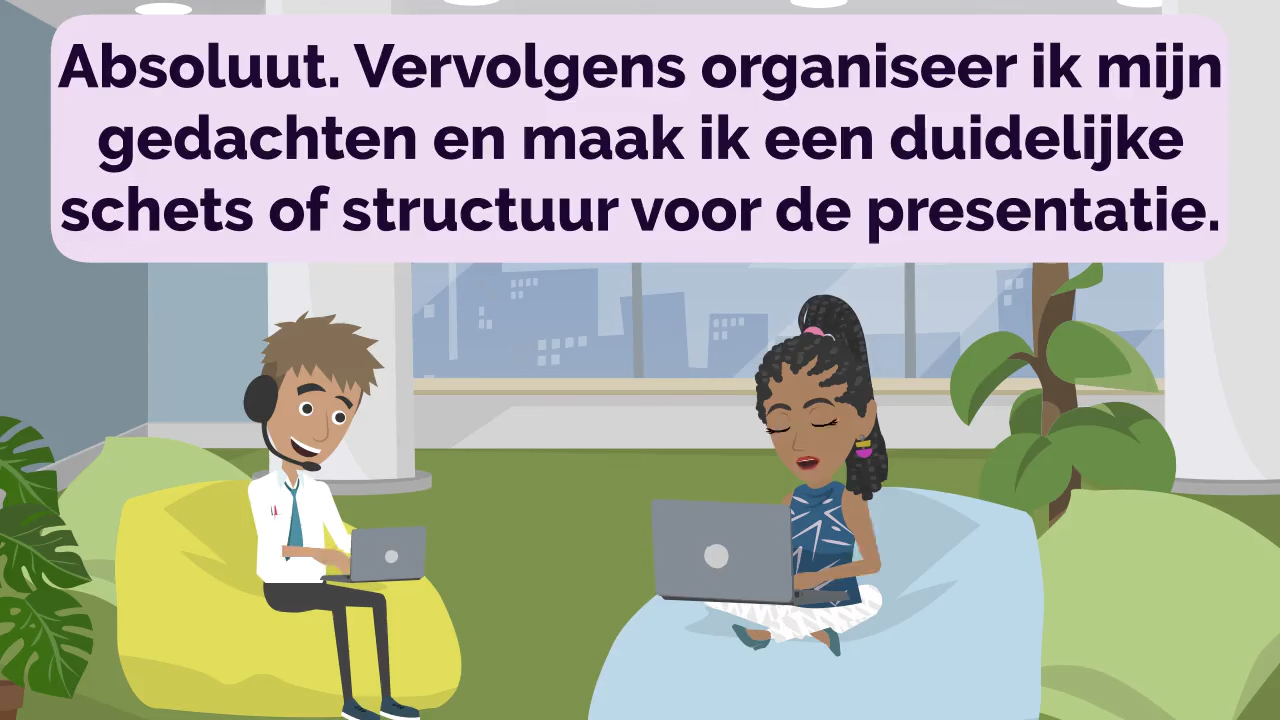 Absoluut. Vervolgens organiseer ik mijn
gedachten en maak ik een duidelijke
schets of structuur voor de presentatie.